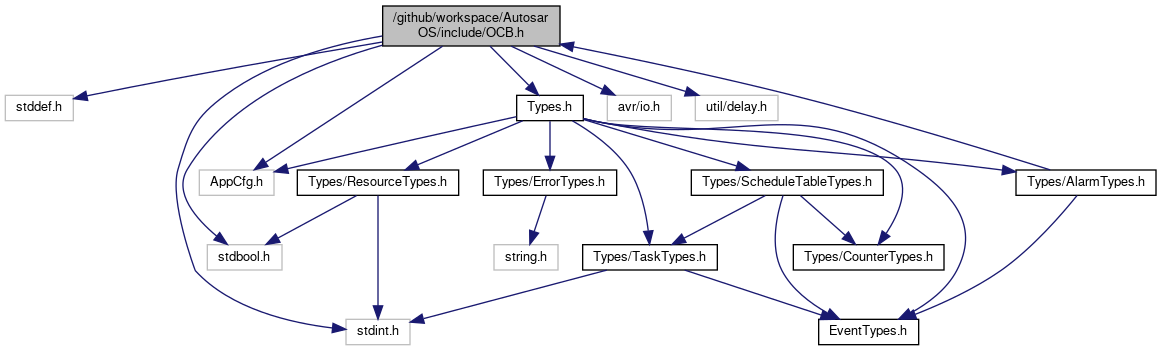 /github/workspace/Autosar
OS/include/OCB.h
stddef.h
Types.h
avr/io.h
util/delay.h
AppCfg.h
Types/ResourceTypes.h
Types/ErrorTypes.h
Types/ScheduleTableTypes.h
Types/AlarmTypes.h
stdbool.h
string.h
Types/TaskTypes.h
Types/CounterTypes.h
stdint.h
EventTypes.h